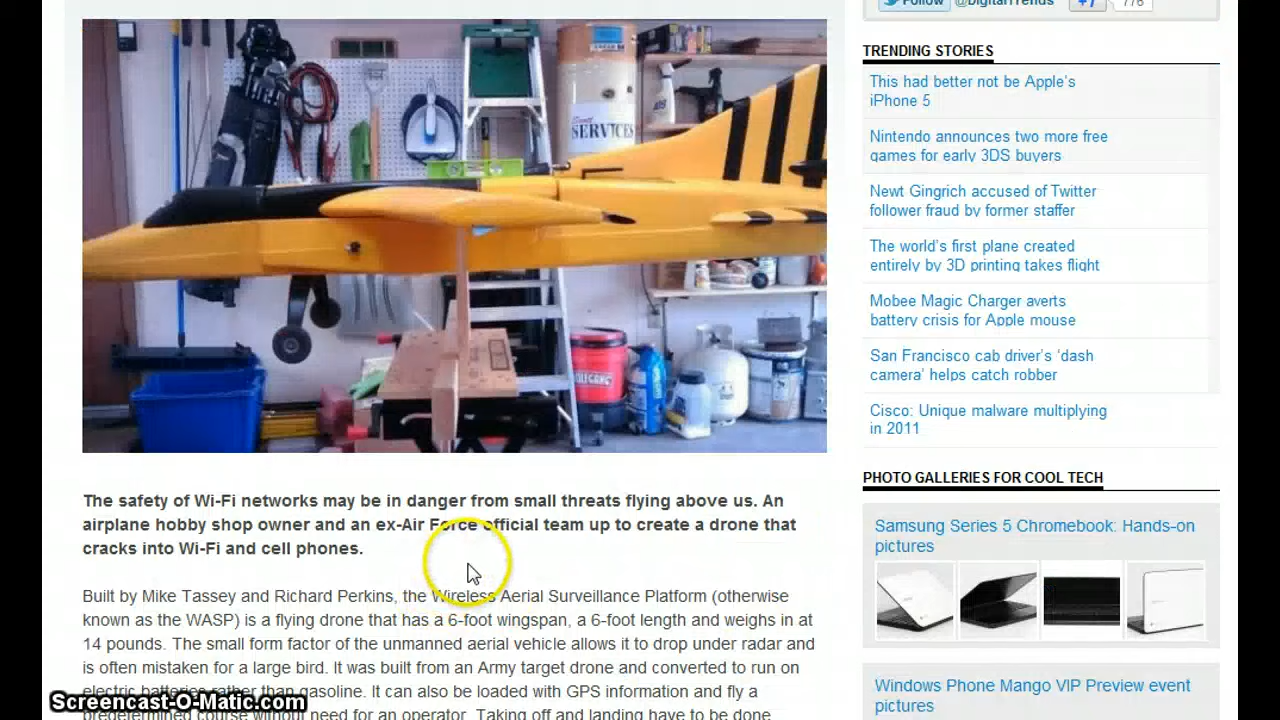 Follow @DigitalTrends +1 776
SERVICES
TRENDING STORIES
This had better not be Apple's
iPhone 5
Nintendo announces two more free
games for early 3DS buyers
Newt Gingrich accused of Twitter
follower fraud by former staffer
The world's first plane created
entirely by 3D printing takes flight
Mobee Magic Charger averts
battery crisis for Apple mouse
San Francisco cab driver's 'dash
camera' helps catch robber
Cisco: Unique malware multiplying
in 2011
The safety of Wi-Fi networks may be in danger from small threats flying above us. An
airplane hobby shop owner and an ex-Air Force official team up to create a drone that
cracks into Wi-Fi and cell phones.
Built by Mike Tassey and Richard Perkins, the Wireless Aerial Surveillance Platform (otherwise
known as the WASP) is a flying drone that has a 6-foot wingspan, a 6-foot length and weighs in at
14 pounds. The small form factor of the unmanned aerial vehicle allows it to drop under radar and
is often mistaken for a large bird. It was built from an Army target drone and converted to run on
electric batteries rather than gasoline. It can also be loaded with GPS information and fly a
predetermined course without need for an operator. Taking off and landing have to be done
PHOTO GALLERIES FOR COOL TECH
Samsung Series 5 Chromebook: Hands-on
pictures
Windows Phone Mango VIP Preview event
pictures
Screencast-O-Matic.com